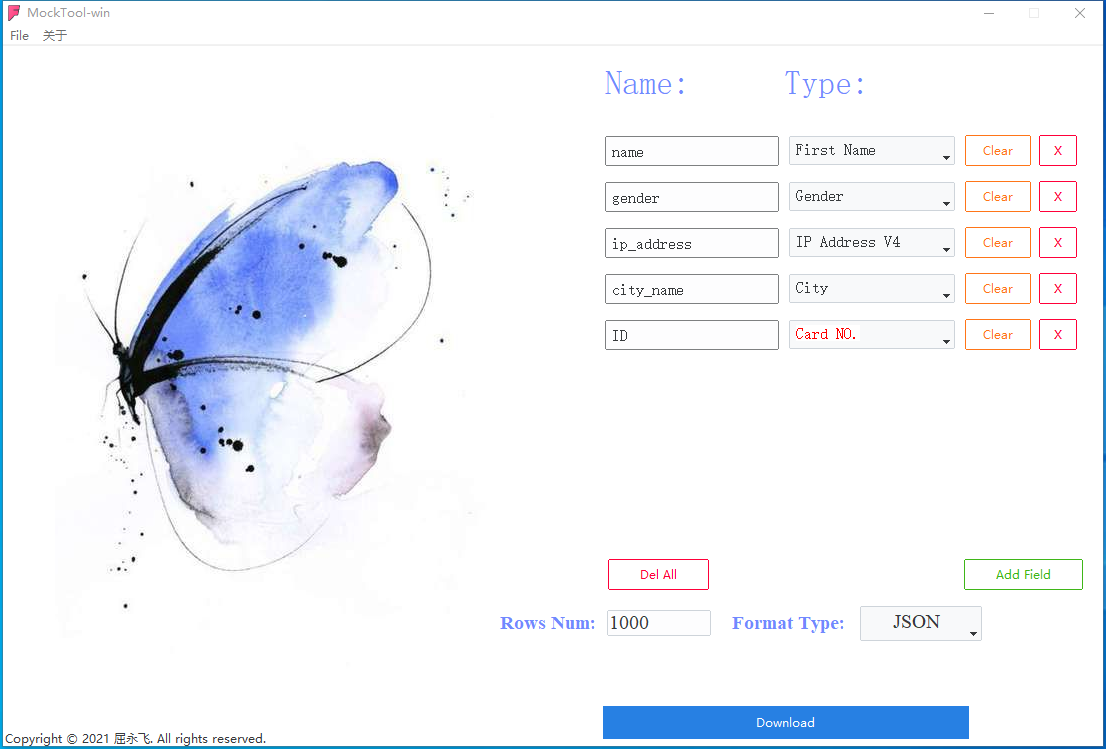 MockTool-win
File 关于
Name: Type:
name First Name Clear X
gender Gender Clear X
ip_address IP Address V4 Clear X
city_name City Clear X
ID Card NO. Clear X
Del All Add Field
Rows Num: 1000 Format Type: JSON
Download
Copyright © 2021 屈永飞. All rights reserved.